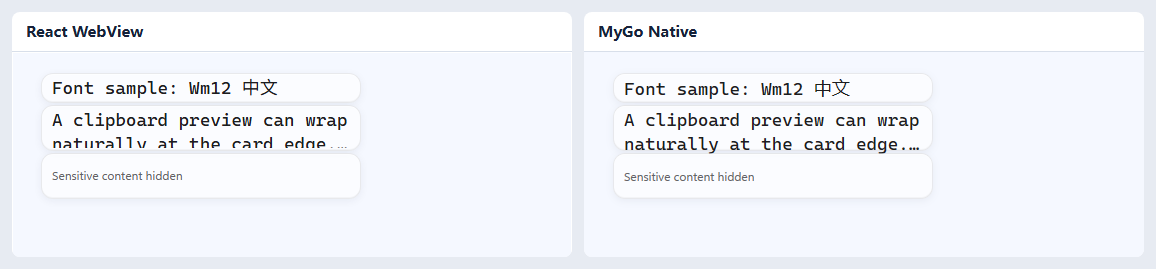 React WebView
Font sample: Wm12 中文
A clipboard preview can wrap
naturally at the card edge.…
Sensitive content hidden
MyGo Native
Font sample: Wm12 中文
A clipboard preview can wrap
naturally at the card edge.…
Sensitive content hidden